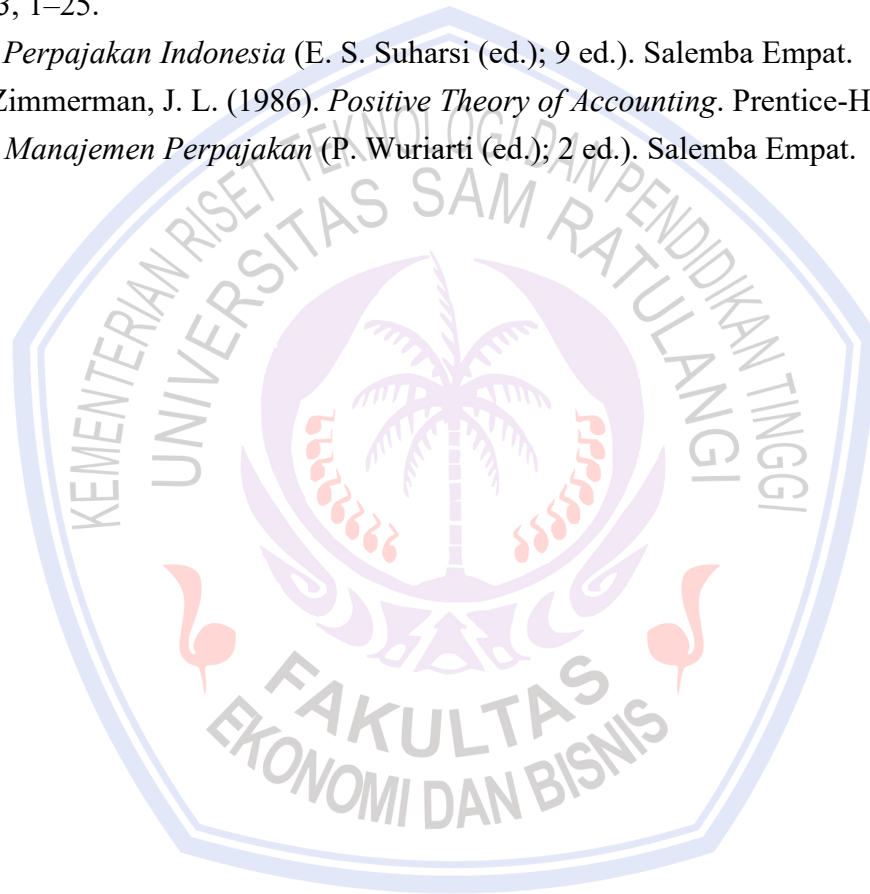 3, 1–25.
Perpajakan Indonesia (E. S. Suharsi (ed.); 9 ed.). Salemba Empat.
Zimmerman, J. L. (1986). Positive Theory of Accounting. Prentice-H
Manajemen Perpajakan (P. Wuriarti (ed.); 2 ed.). Salemba Empat.
KEMENTERIAN RISET TEKNOLOGI DAN PENDIDIKAN TINGGI
UNIVERSITAS SAM RATULANGI
FAKULTAS
EKONOMI DAN BISNIS